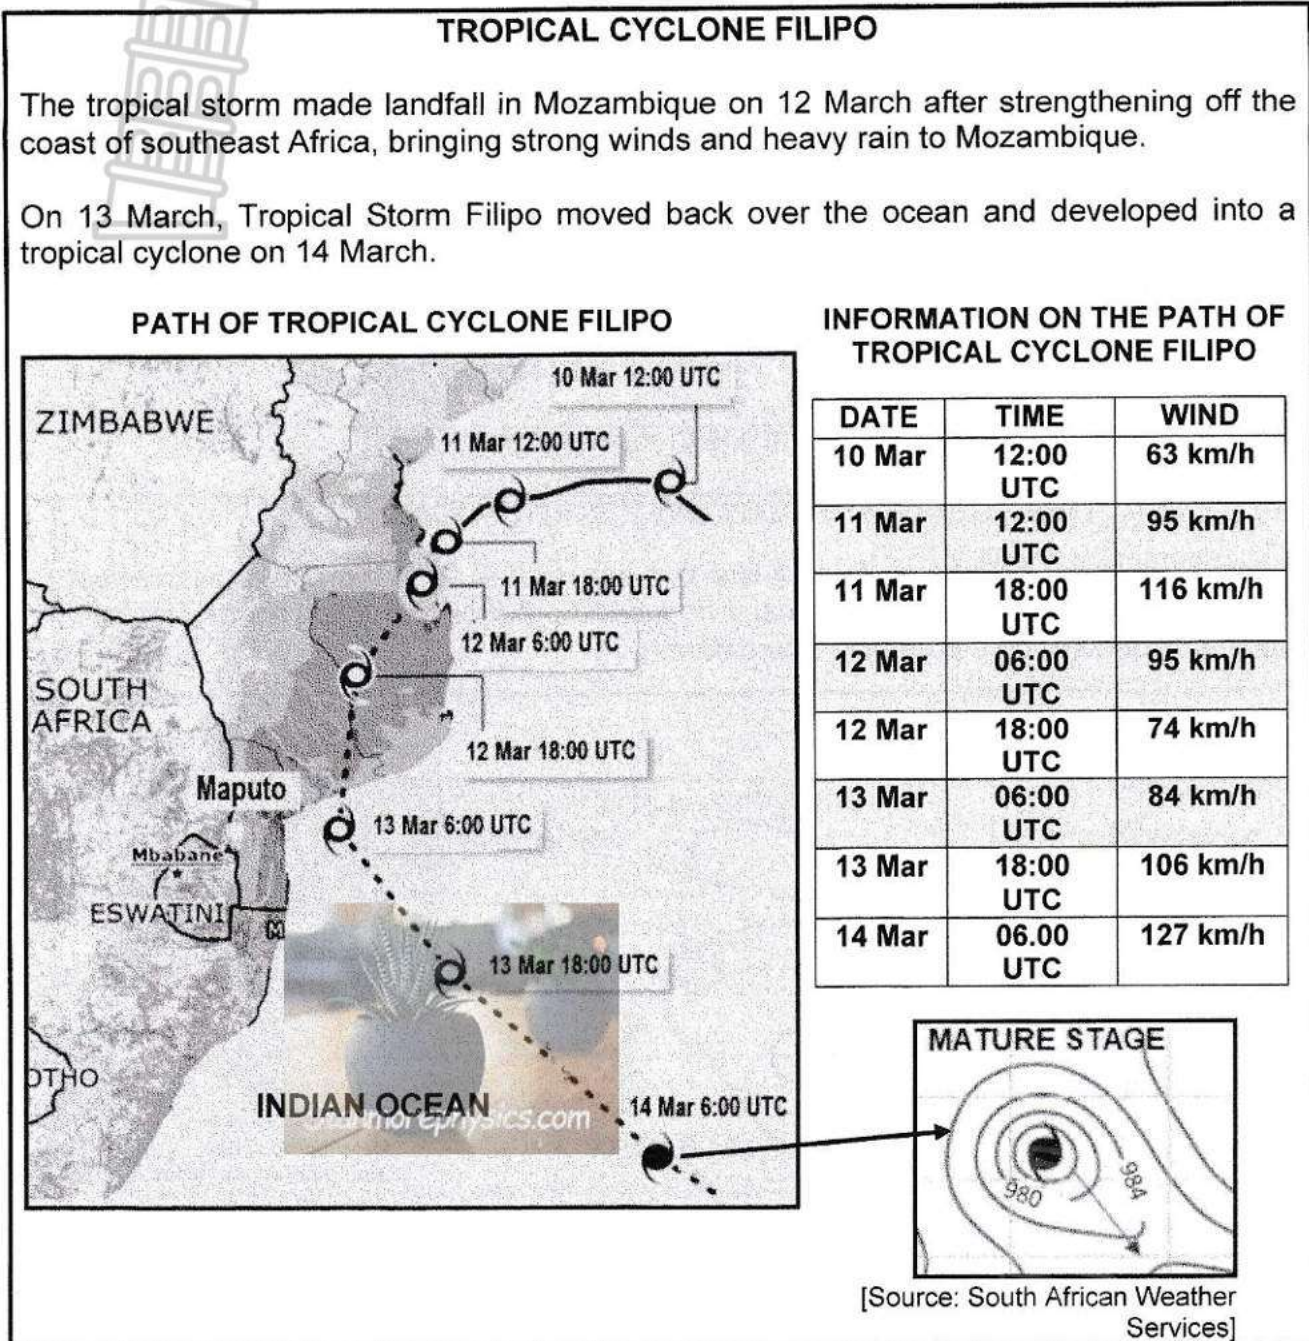 TROPICAL CYCLONE FILIPO
The tropical storm made landfall in Mozambique on 12 March after strengthening off the
coast of southeast Africa, bringing strong winds and heavy rain to Mozambique.
On 13 March, Tropical Storm Filipo moved back over the ocean and developed into a
tropical cyclone on 14 March.
PATH OF TROPICAL CYCLONE FILIPO
10 Mar 12:00 UTC
ZIMBABWE
11 Mar 12:00 UTC
11 Mar 18:00 UTC
12 Mar 6:00 UTC
SOUTH
AFRICA
12 Mar 18:00 UTC
Maputo
13 Mar 6:00 UTC
Mbabane
ESWATINI
13 Mar 18:00 UTC
OTHO
INDIAN OCEAN
14 Mar 6:00 UTC
INFORMATION ON THE PATH OF
TROPICAL CYCLONE FILIPO
DATE TIME WIND
10 Mar 12:00 UTC 63 km/h
11 Mar 12:00 UTC 95 km/h
11 Mar 18:00 UTC 116 km/h
12 Mar 06:00 UTC 95 km/h
12 Mar 18:00 UTC 74 km/h
13 Mar 06:00 UTC 84 km/h
13 Mar 18:00 UTC 106 km/h
14 Mar 06.00 UTC 127 km/h
MATURE STAGE
980
984
[Source: South African Weather
Services]